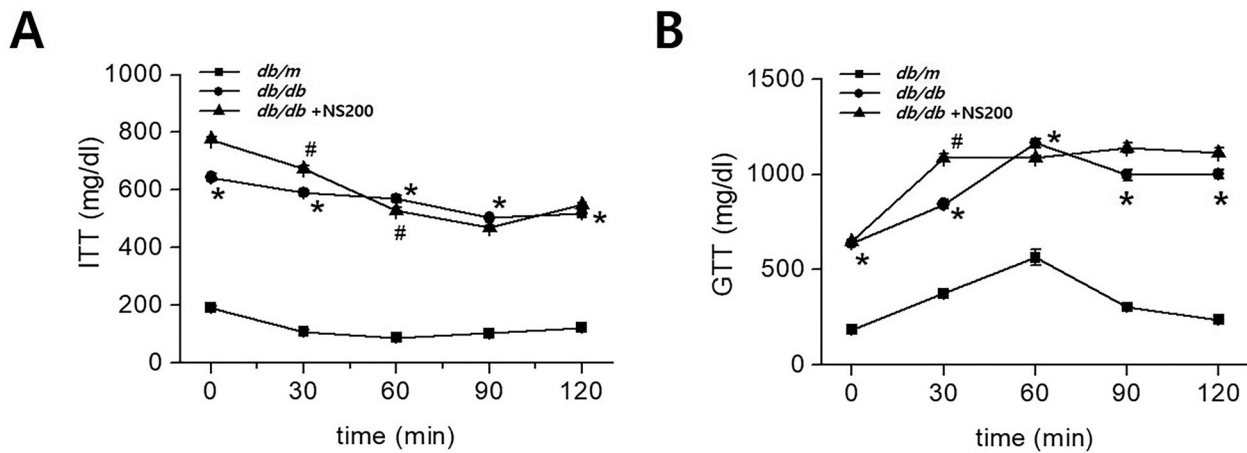 A
ITT (mg/dl)
1000
800
600
400
200
0
db/m
db/db
db/db +NS200
*
#
*
*
#
*
*
0 30 60 90 120
time (min)
B
GTT (mg/dl)
1500
1000
500
0
db/m
db/db
db/db +NS200
*
#
*
*
*
*
0 30 60 90 120
time (min)